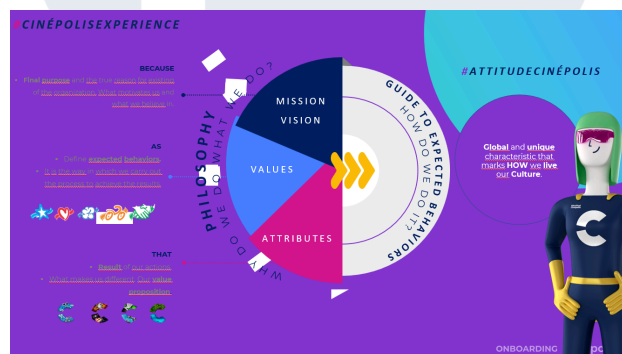 #CINÉPOLISEXPERIENCE
BECAUSE
• Final purpose and the true reason for existing
of the organization. What motivates us and
what we believe in.
AS
• Define expected behaviors.
• It is the way in which we carry out
the process to achieve the results.
THAT
• Result of our actions.
• What makes us different. Our value
proposition.
PHILOSOPHY
WHY DO WE DO WHAT WE DO?
MISSION
VISION
VALUES
ATTRIBUTES
GUIDE TO EXPECTED BEHAVIORS
HOW DO WE DO IT?
#ATTITUDECINÉPOLIS
Global and unique
characteristic that
marks HOW we live
our Culture.
ONBOARDING